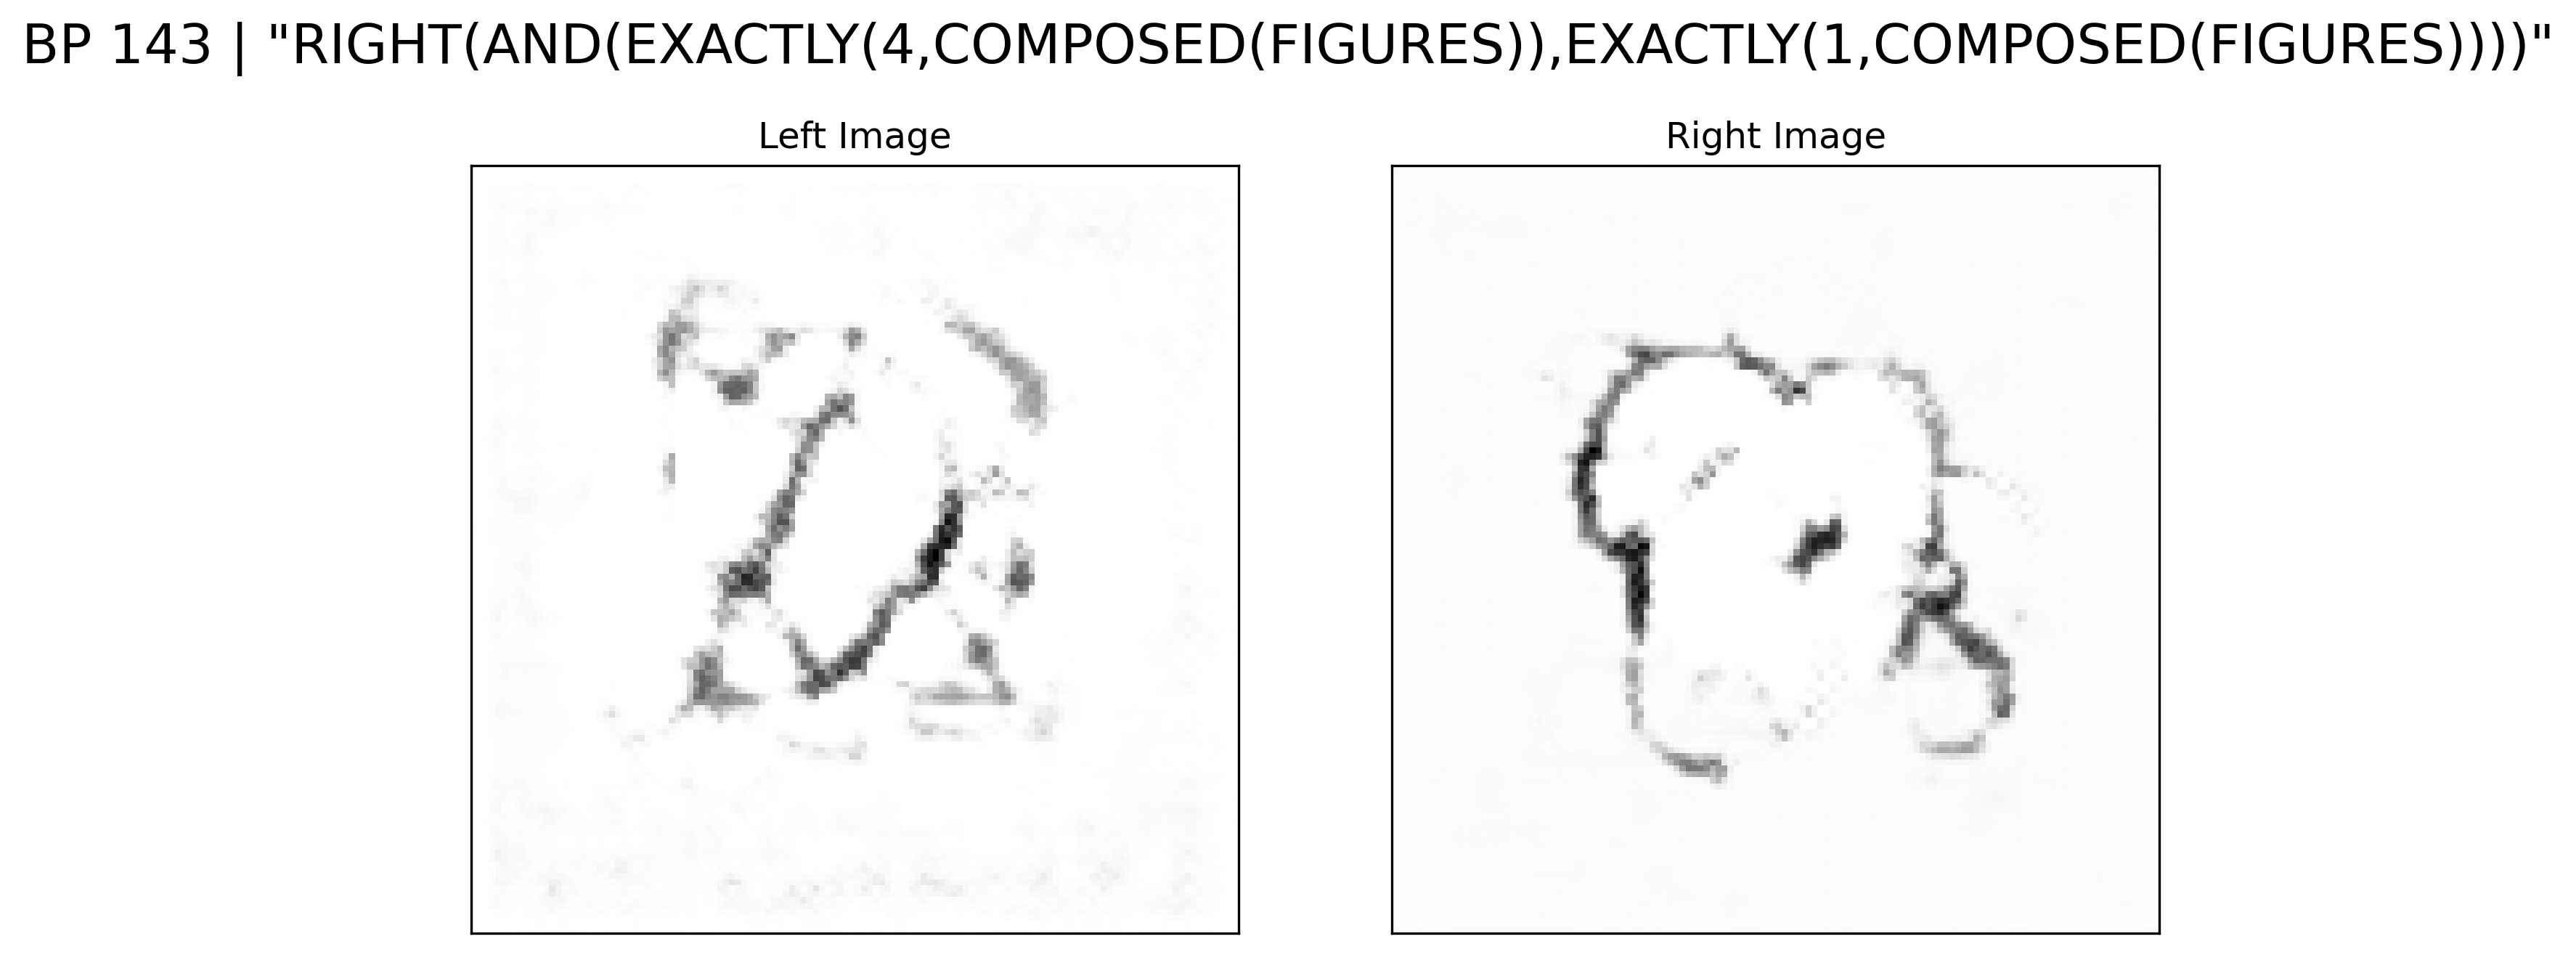 BP 143 | "RIGHT(AND(EXACTLY(4,COMPOSED(FIGURES)),EXACTLY(1,COMPOSED(FIGURES))))"
Left Image
Right Image